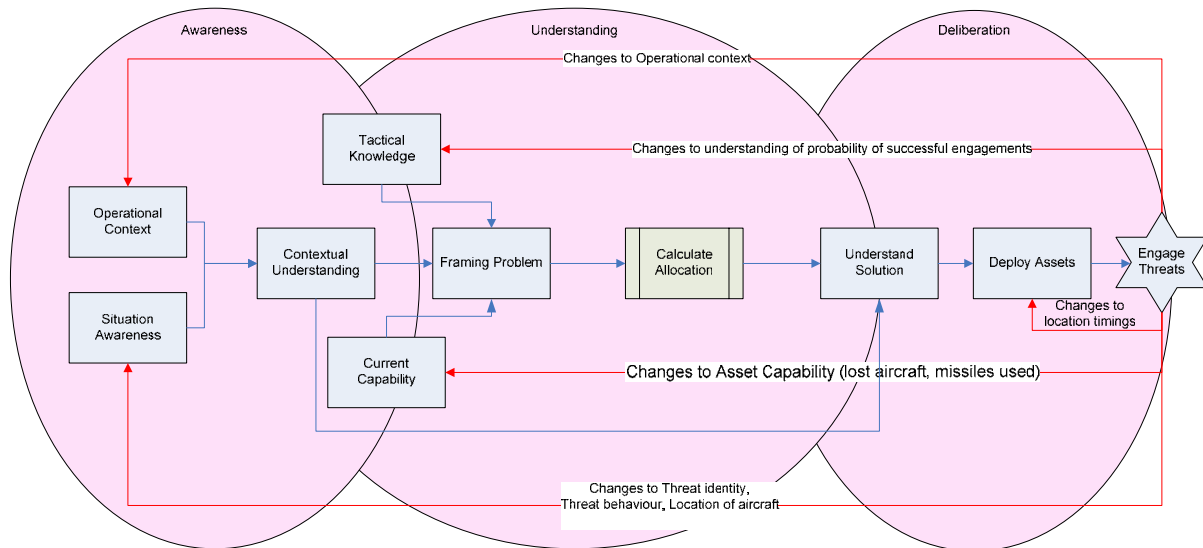 Awareness
Understanding
Deliberation
Changes to Operational context
Tactical
Knowledge
Changes to understanding of probability of successful engagements
Operational
Context
Contextual
Understanding
Framing Problem
Calculate
Allocation
Understand
Solution
Deploy Assets
Engage
Threats
Situation
Awareness
Changes to
location timings
Current
Capability
Changes to Asset Capability (lost aircraft, missiles used)
Changes to Threat identity,
Threat behaviour, Location of aircraft